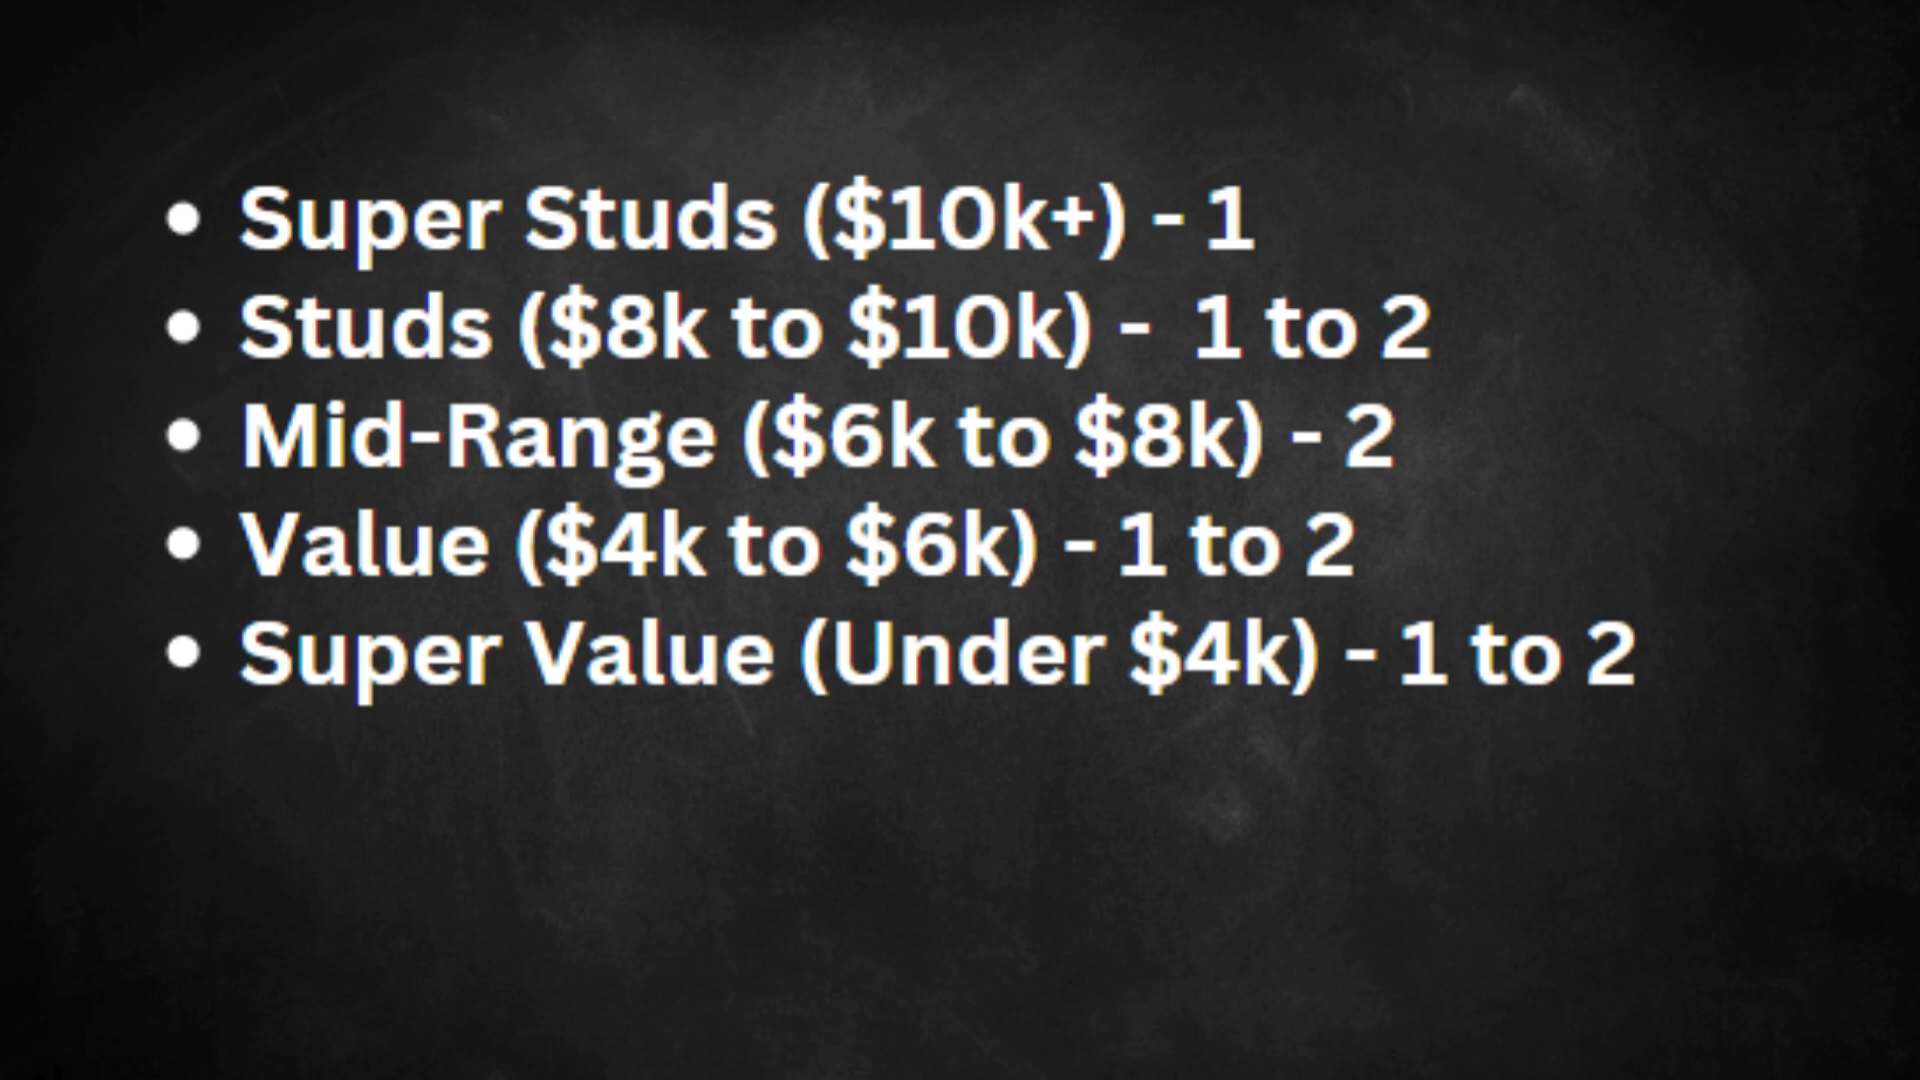 • Super Studs ($10k+) - 1
• Studs ($8k to $10k) -  1 to 2
• Mid-Range ($6k to $8k) - 2
• Value ($4k to $6k) - 1 to 2
• Super Value (Under $4k) - 1 to 2